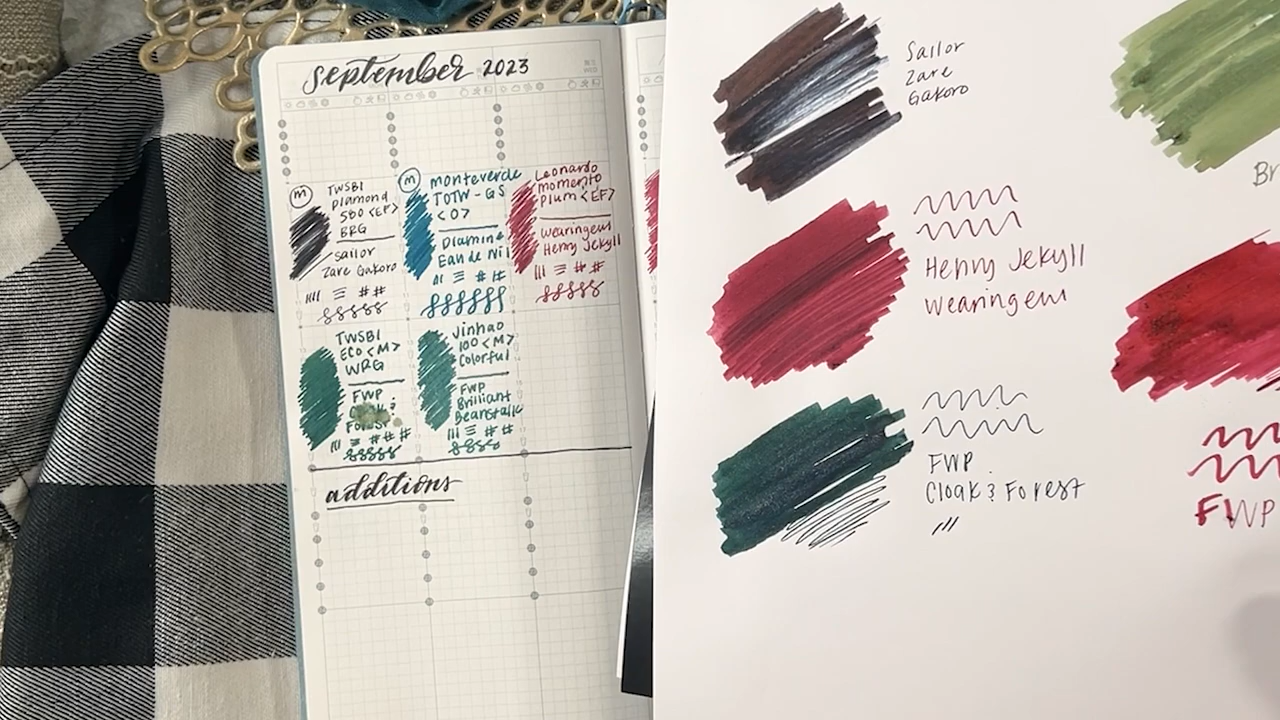 september 2023
M
TWSBI
Diamond
580 <EF>
BRG
Sailor
Zare Gakoro
M
monteverde
TOTW - GS
<O>
Diamine
Eau de Nil
Leonardo
momento
plum <EF>
wearingeul
Henry Jekyll
TWSBI
ECO <M>
WRG
FWP
Forest
Jinhao
100 <M>
Colorful
FWP
Brilliant
Beanstalk
additions
Sailor
Zare
Gakoro
Henry Jekyll
wearingeul
FWP
Cloak & Forest
Br
FWP